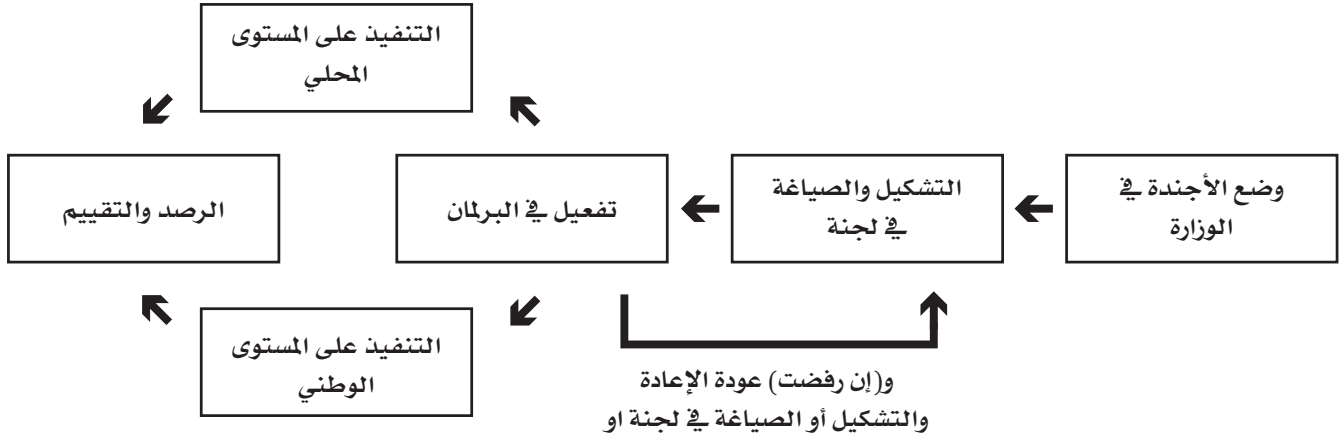 وضع الأجندة في
الوزارة
التشكيل والصياغة
في لجنة
تفعيل في البرلمان
التنفيذ على المستوى
المحلي
التنفيذ على المستوى
الوطني
الرصد والتقييم
و(إن رفضت) عودة الإعادة
والتشكيل أو الصياغة في لجنة او